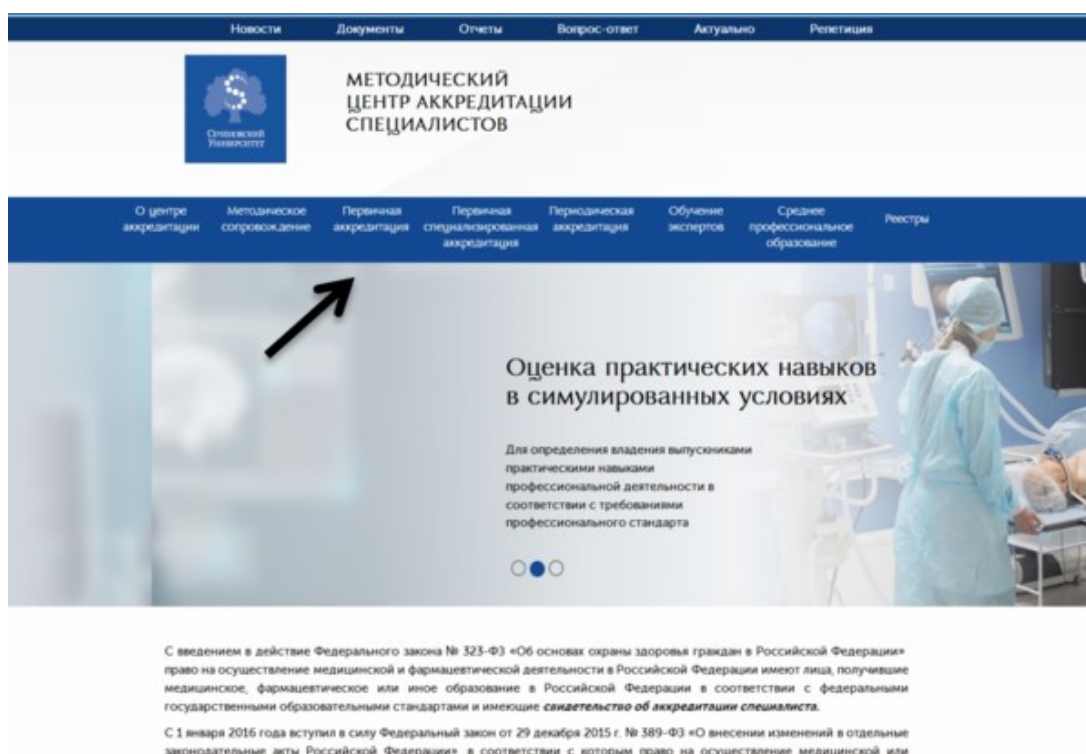 Новости Документы Отчеты Вопрос-ответ Актуально Репетиция
МЕТОДИЧЕСКИЙ
ЦЕНТР АККРЕДИТАЦИИ
СПЕЦИАЛИСТОВ
Сеченовский
Университет
О центре аккредитации
Методическое сопровождение
Первичная аккредитация
Первичная специализированная аккредитация
Периодическая аккредитация
Обучение экспертов
Среднее профессиональное образование
Реестры
Оценка практических навыков
в симулированных условиях
Для определения владения выпускниками
практическими навыками
профессиональной деятельности в
соответствии с требованиями
профессионального стандарта
С введением в действие Федерального закона № 323-ФЗ «Об основах охраны здоровья граждан в Российской Федерации»
право на осуществление медицинской и фармацевтической деятельности в Российской Федерации имеют лица, получившие
медицинское, фармацевтическое или иное образование в Российской Федерации в соответствии с федеральными
государственными образовательными стандартами и имеющие свидетельство об аккредитации специалиста.
С 1 января 2016 года вступил в силу Федеральный закон от 29 декабря 2015 г. № 389-ФЗ «О внесении изменений в отдельные
законодательные акты Российской Федерации», в соответствии с которым право на осуществление медицинской или